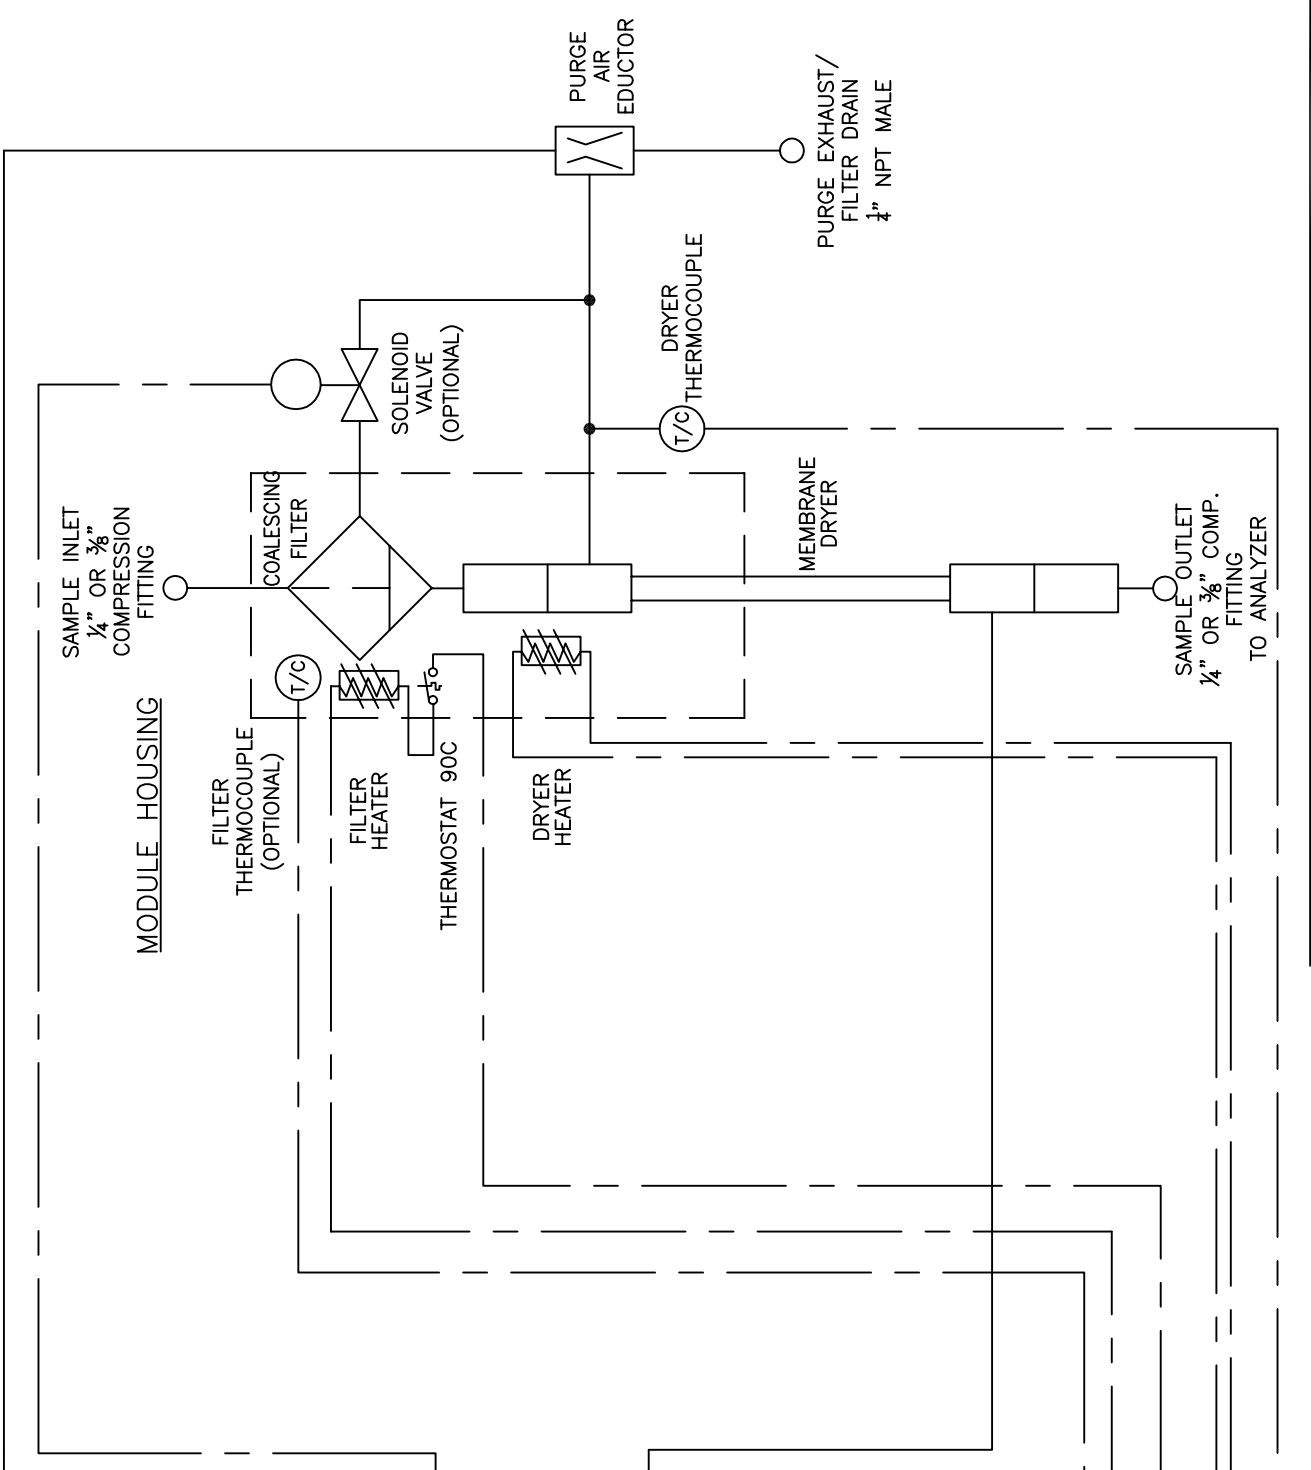 PURGE
AIR
EDUCTOR
PURGE EXHAUST/
FILTER DRAIN
¼" NPT MALE
DRYER
THERMOCOUPLE
T/C
SOLENOID
VALVE
(OPTIONAL)
SAMPLE INLET
¼" OR ⅜"
COMPRESSION
FITTING
COALESCING
FILTER
MEMBRANE
DRYER
SAMPLE OUTLET
¼" OR ⅜" COMP.
FITTING
TO ANALYZER
MODULE HOUSING
T/C
FILTER
THERMOCOUPLE
(OPTIONAL)
FILTER
HEATER
THERMOSTAT 90C
DRYER
HEATER